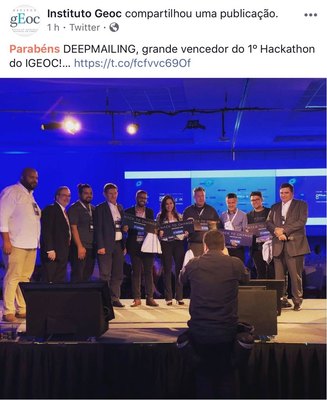 gEoc
Instituto Geoc compartilhou uma publicação.
1 h · Twitter ·
Parabéns DEEPMAILING, grande vencedor do 1º Hackathon
do IGEOC!... https://t.co/fcfvvc69Of